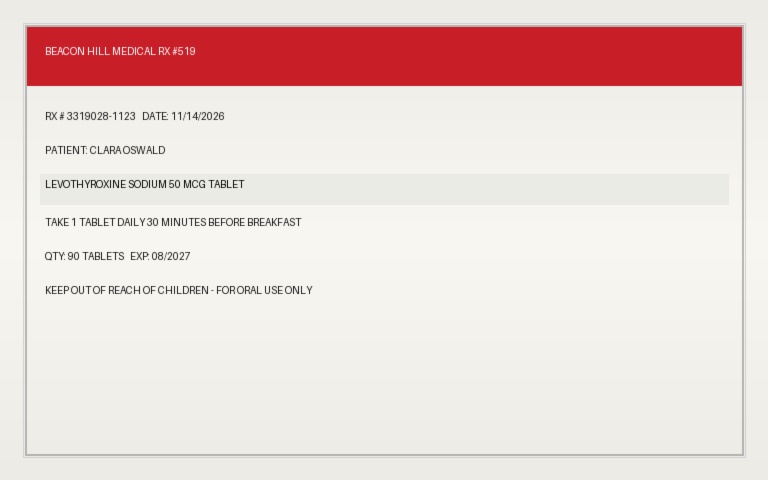 BEACON HILL MEDICAL RX #519
RX # 3319028-1123 DATE: 11/14/2026
PATIENT: CLARA OSWALD
LEVOTHYROXINE SODIUM 50 MCG TABLET
TAKE 1 TABLET DAILY 30 MINUTES BEFORE BREAKFAST
QTY: 90 TABLETS EXP: 08/2027
KEEP OUT OF REACH OF CHILDREN - FOR ORAL USE ONLY